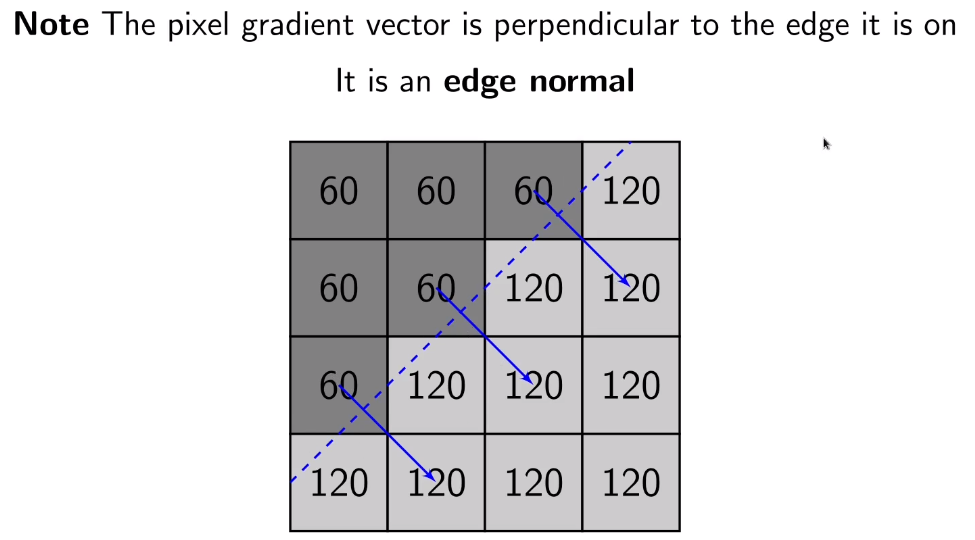 Note The pixel gradient vector is perpendicular to the edge it is on
It is an edge normal
60 60 60 120
60 60 120 120
60 120 120 120
120 120 120 120